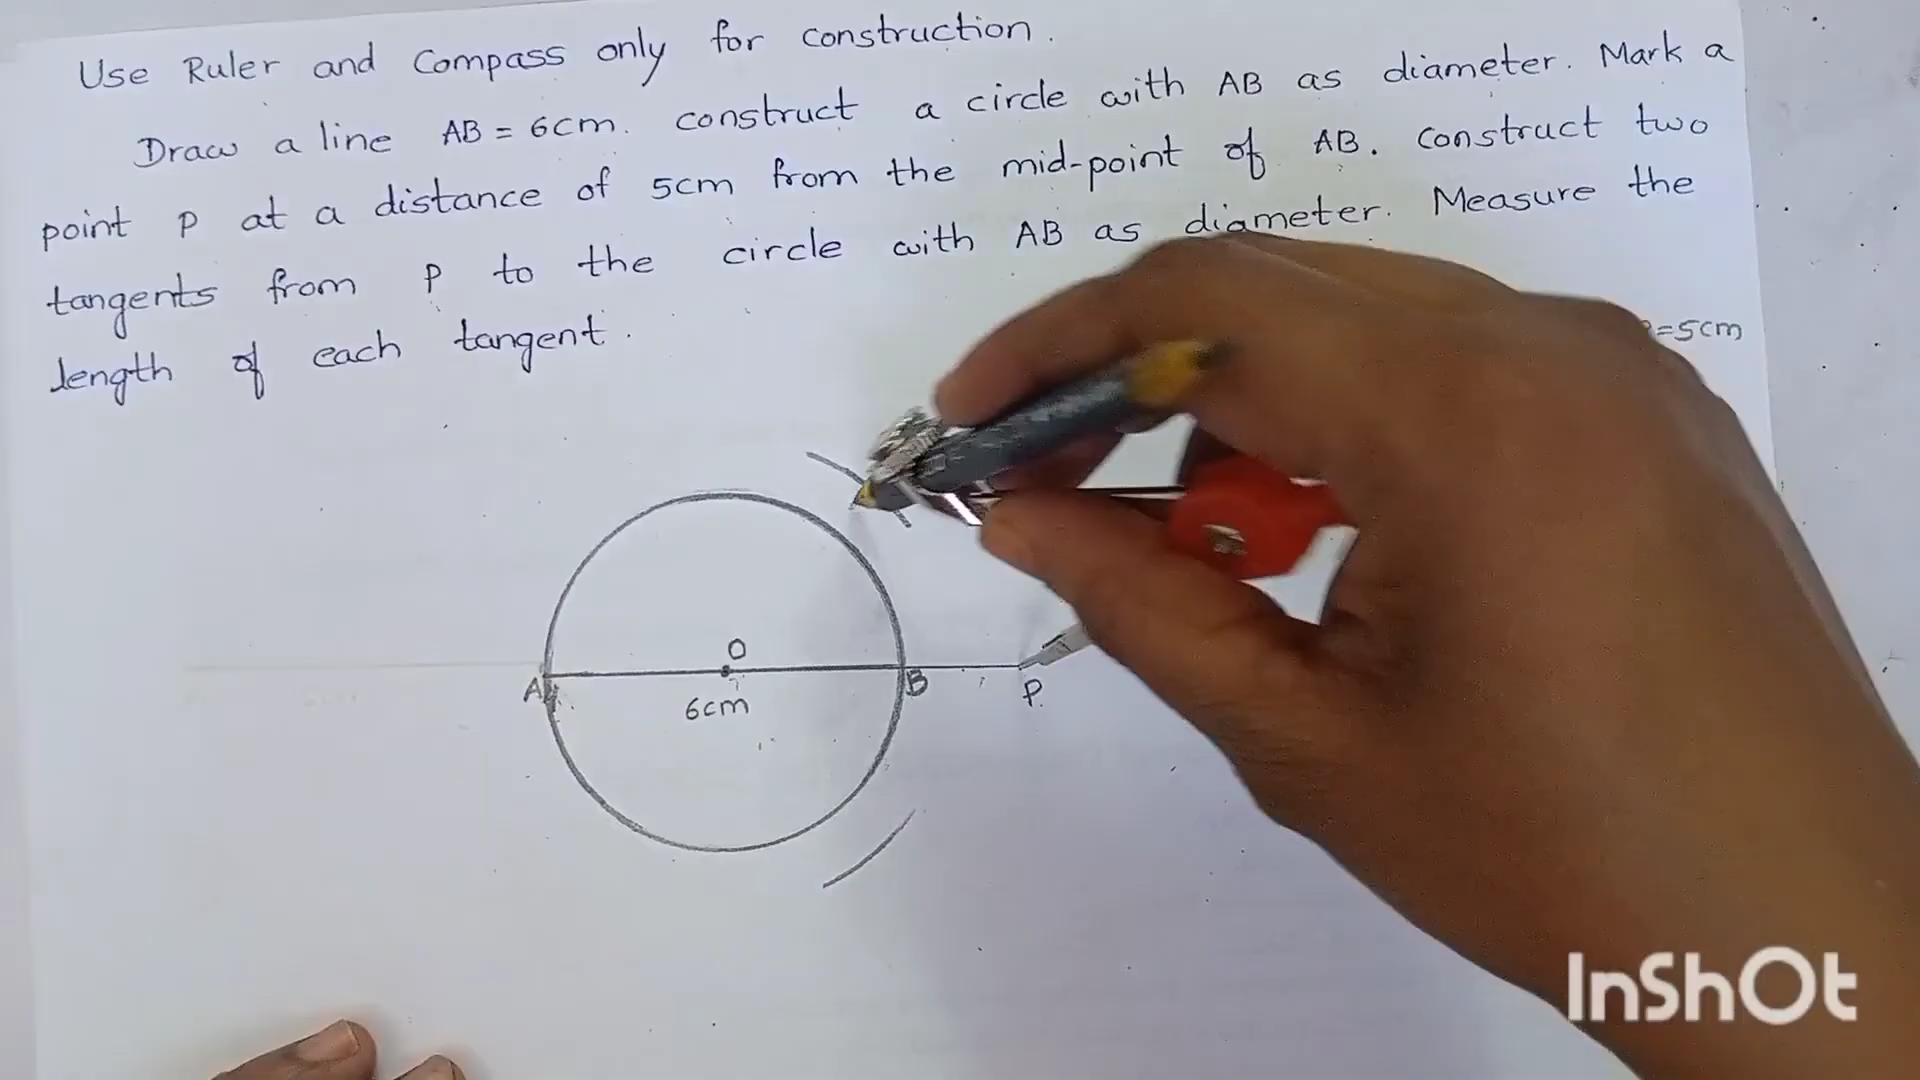 Use Ruler and Compass only for construction.
Draw a line AB = 6cm. construct a circle with AB as diameter. Mark a
point P at a distance of 5cm from the mid-point of AB. construct two
tangents from P to the circle with AB as diameter. Measure the
length of each tangent.
=5cm
O
A
B
P.
6cm
InShOt